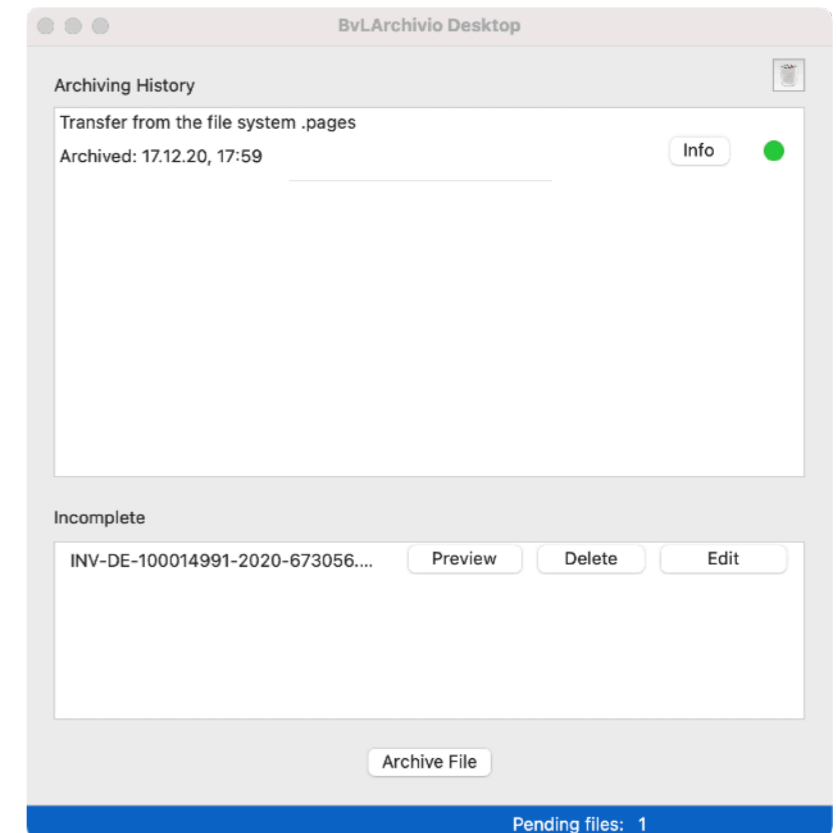 BvLArchivio Desktop
Archiving History
Transfer from the file system .pages
Archived: 17.12.20, 17:59
Info
Incomplete
INV-DE-100014991-2020-673056.... Preview Delete Edit
Archive File
Pending files: 1